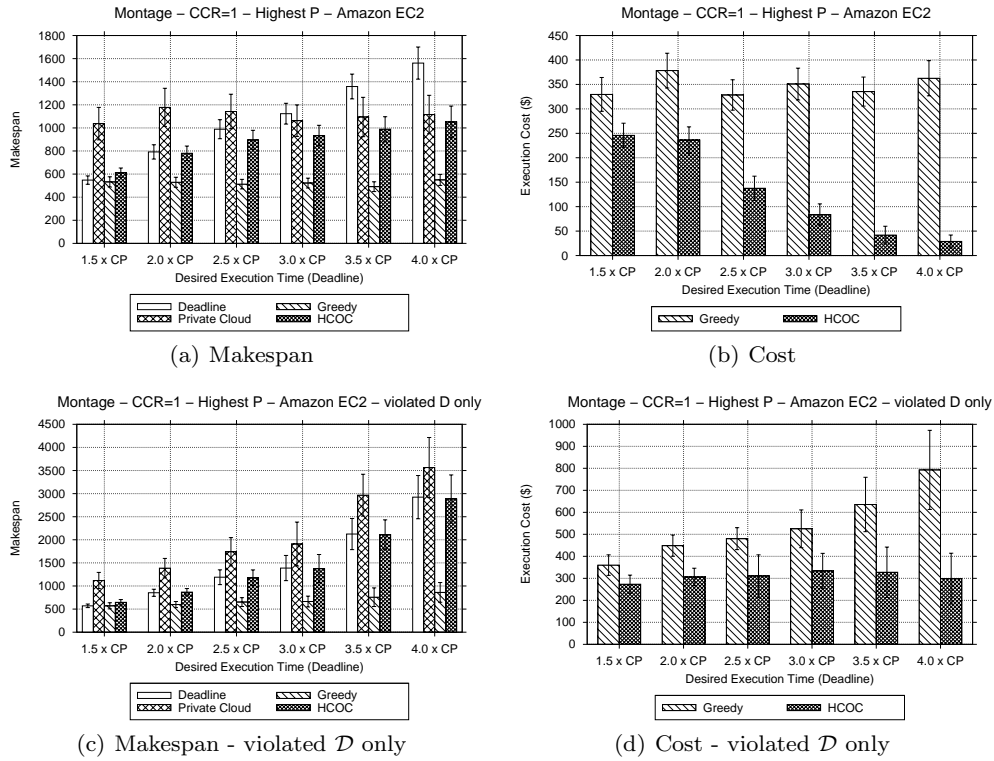 Montage – CCR=1 – Highest P – Amazon EC2
1800
1600
1400
1200
1000
800
600
400
200
0
Makespan
1.5 x CP 2.0 x CP 2.5 x CP 3.0 x CP 3.5 x CP 4.0 x CP
Desired Execution Time (Deadline)
Deadline Greedy
Private Cloud HCOC
(a) Makespan
Montage – CCR=1 – Highest P – Amazon EC2
450
400
350
300
250
200
150
100
50
0
Execution Cost ($)
1.5 x CP 2.0 x CP 2.5 x CP 3.0 x CP 3.5 x CP 4.0 x CP
Desired Execution Time (Deadline)
Greedy HCOC
(b) Cost
Montage – CCR=1 – Highest P – Amazon EC2 – violated D only
4500
4000
3500
3000
2500
2000
1500
1000
500
0
Makespan
1.5 x CP 2.0 x CP 2.5 x CP 3.0 x CP 3.5 x CP 4.0 x CP
Desired Execution Time (Deadline)
Deadline Greedy
Private Cloud HCOC
(c) Makespan - violated 𝒟 only
Montage – CCR=1 – Highest P – Amazon EC2 – violated D only
1000
900
800
700
600
500
400
300
200
100
0
Execution Cost ($)
1.5 x CP 2.0 x CP 2.5 x CP 3.0 x CP 3.5 x CP 4.0 x CP
Desired Execution Time (Deadline)
Greedy HCOC
(d) Cost - violated 𝒟 only